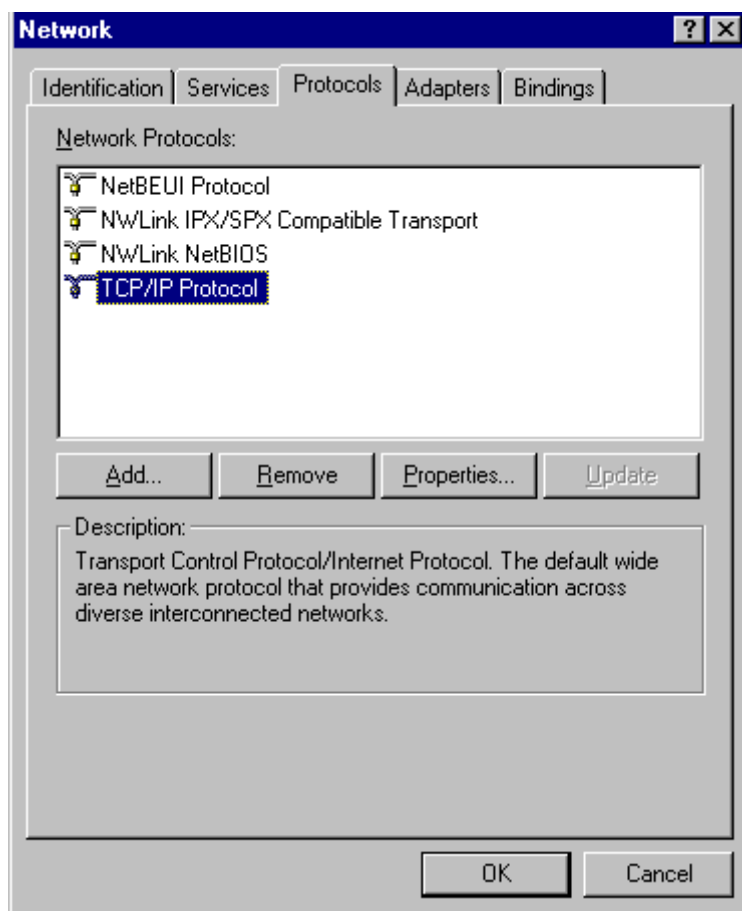 Network
Identification Services Protocols Adapters Bindings
Network Protocols:
NetBEUI Protocol
NWLink IPX/SPX Compatible Transport
NWLink NetBIOS
TCP/IP Protocol
Add... Remove Properties... Update
Description:
Transport Control Protocol/Internet Protocol. The default wide
area network protocol that provides communication across
diverse interconnected networks.
OK Cancel